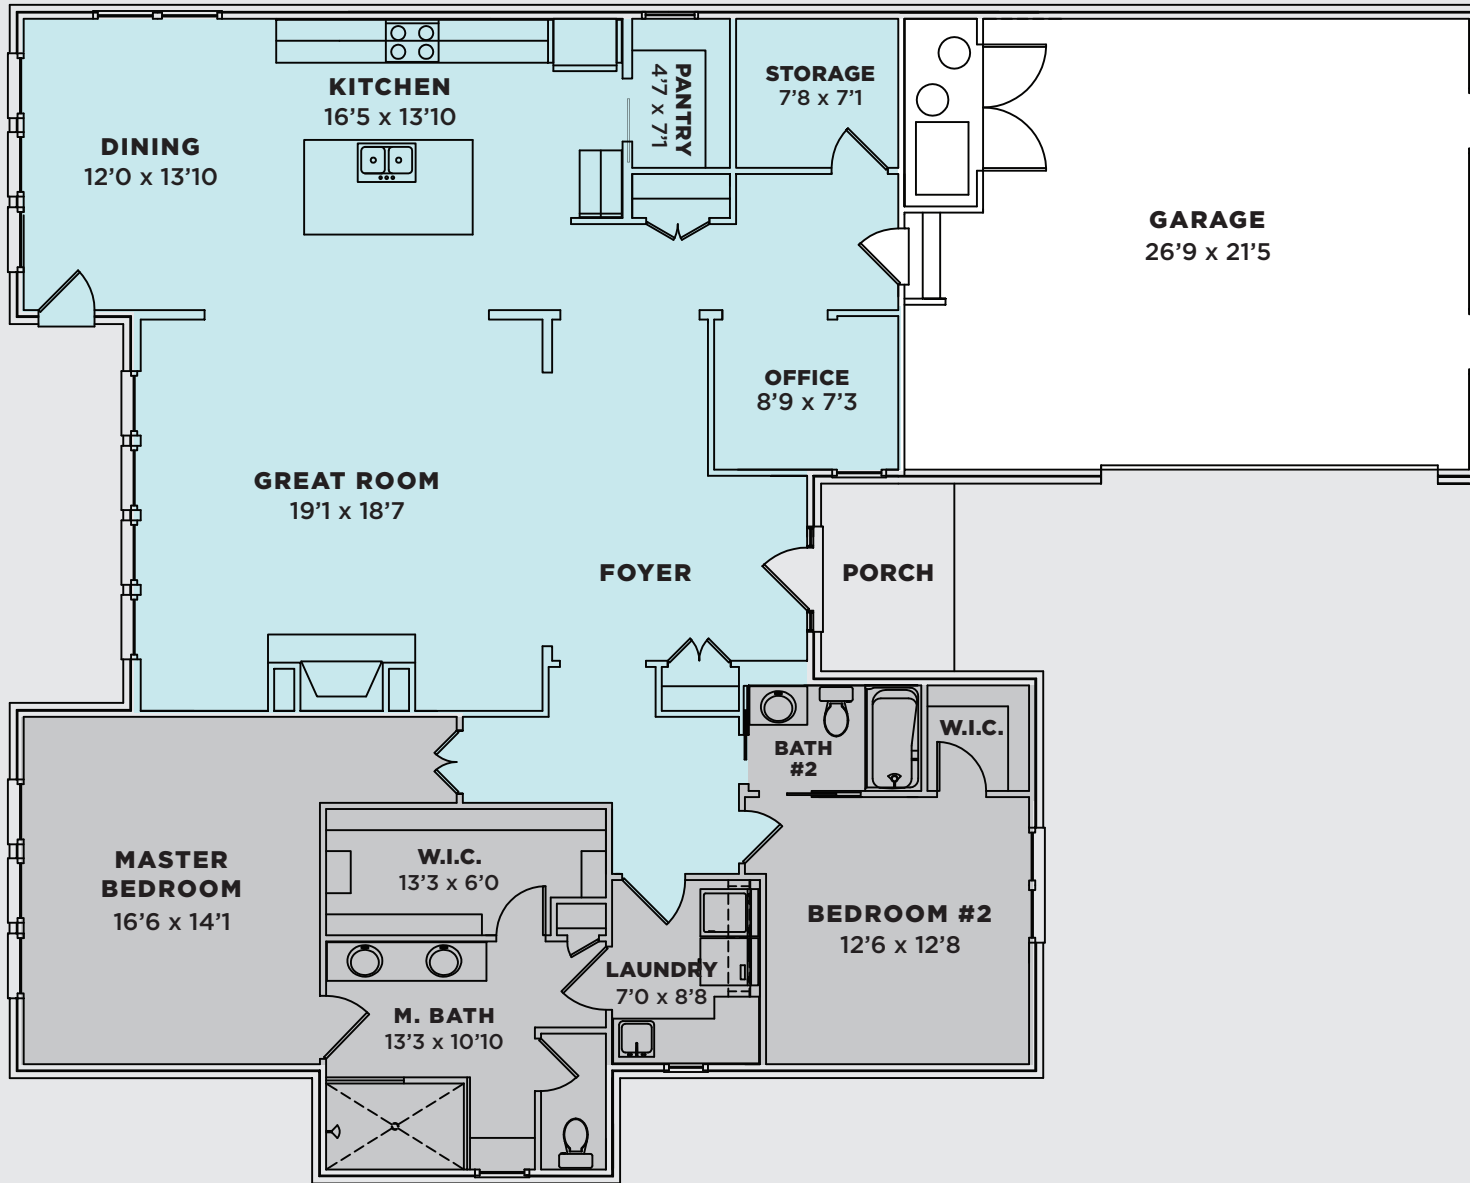 KITCHEN
16’5 x 13’10
DINING
12’0 x 13’10
PANTRY
4’7 x 7’1
STORAGE
7’8 x 7’1
GARAGE
26’9 x 21’5
OFFICE
8’9 x 7’3
GREAT ROOM
19’1 x 18’7
FOYER
PORCH
BATH
#2
W.I.C.
MASTER
BEDROOM
16’6 x 14’1
W.I.C.
13’3 x 6’0
BEDROOM #2
12’6 x 12’8
LAUNDRY
7’0 x 8’8
M. BATH
13’3 x 10’10